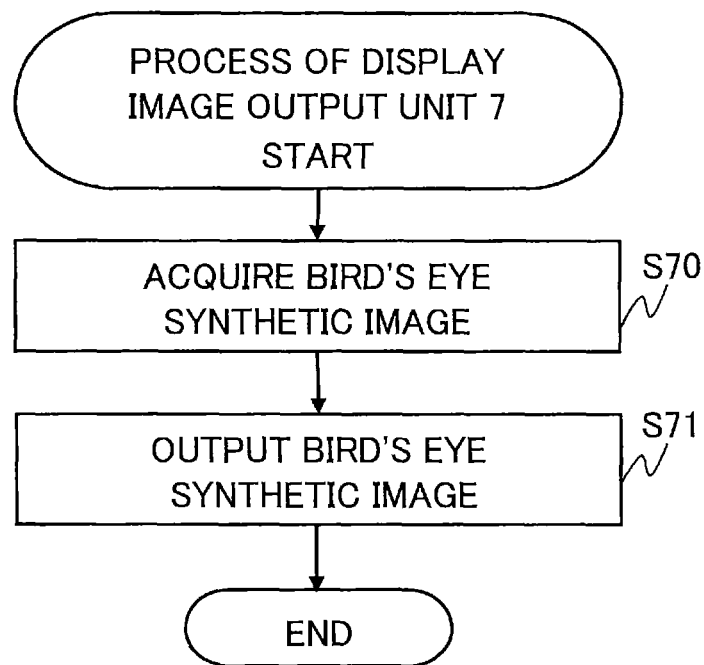 PROCESS OF DISPLAY
IMAGE OUTPUT UNIT 7
START
ACQUIRE BIRD'S EYE
SYNTHETIC IMAGE
S70
OUTPUT BIRD'S EYE
SYNTHETIC IMAGE
S71
END